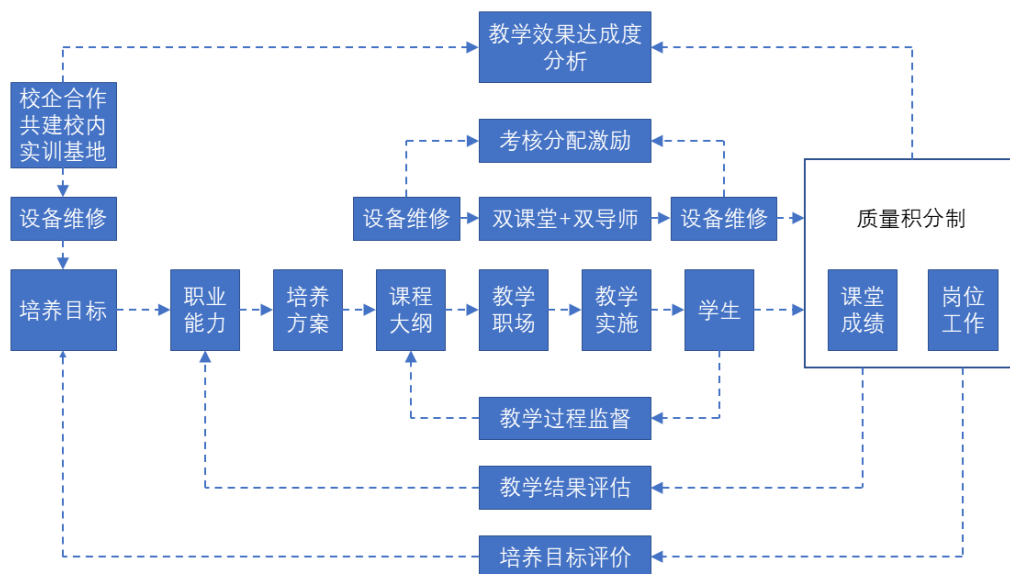 教学效果达成度
分析
校企合作
共建校内
实训基地
考核分配激励
设备维修
设备维修
双课堂+双导师
设备维修
质量积分制
培养目标
职业
能力
培养
方案
课程
大纲
教学
职场
教学
实施
学生
课堂
成绩
岗位
工作
教学过程监督
教学结果评估
培养目标评价